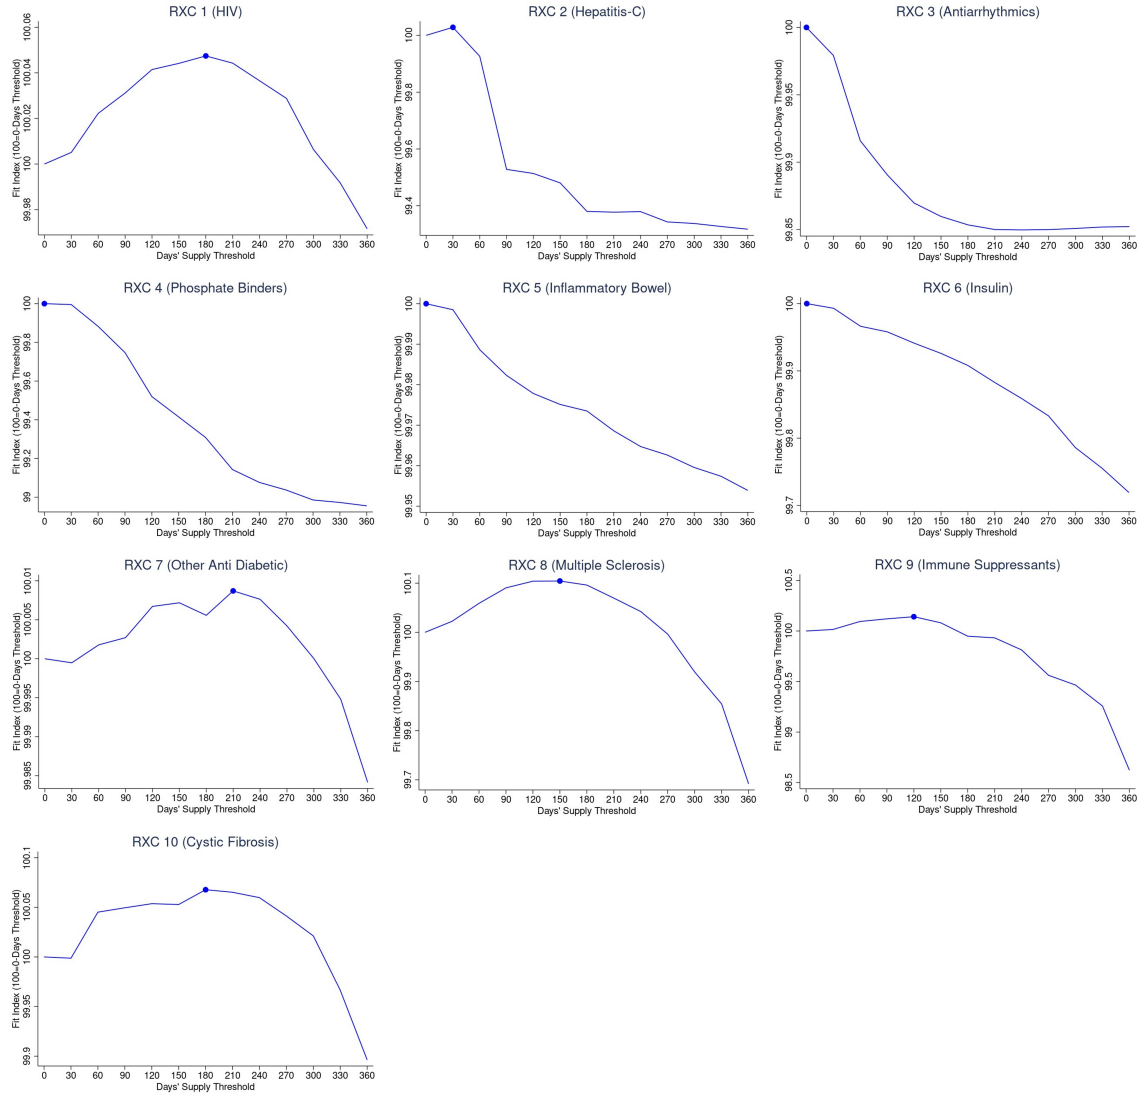 RXC 1 (HIV)
Fit Index (100=0-Days Threshold)
100.06
100.04
100.02
100
99.98
0 30 60 90 120 150 180 210 240 270 300 330 360
Days' Supply Threshold
RXC 2 (Hepatitis-C)
Fit Index (100=0-Days Threshold)
100
99.8
99.6
99.4
0 30 60 90 120 150 180 210 240 270 300 330 360
Days' Supply Threshold
RXC 3 (Antiarrhythmics)
Fit Index (100=0-Days Threshold)
100
99.95
99.9
99.85
0 30 60 90 120 150 180 210 240 270 300 330 360
Days' Supply Threshold
RXC 4 (Phosphate Binders)
Fit Index (100=0-Days Threshold)
100
99.8
99.6
99.4
99.2
99
0 30 60 90 120 150 180 210 240 270 300 330 360
Days' Supply Threshold
RXC 5 (Inflammatory Bowel)
Fit Index (100=0-Days Threshold)
100
99.99
99.98
99.97
99.96
99.95
0 30 60 90 120 150 180 210 240 270 300 330 360
Days' Supply Threshold
RXC 6 (Insulin)
Fit Index (100=0-Days Threshold)
100
99.9
99.8
99.7
0 30 60 90 120 150 180 210 240 270 300 330 360
Days' Supply Threshold
RXC 7 (Other Anti Diabetic)
Fit Index (100=0-Days Threshold)
100.01
100.005
100
99.995
99.99
99.985
0 30 60 90 120 150 180 210 240 270 300 330 360
Days' Supply Threshold
RXC 8 (Multiple Sclerosis)
Fit Index (100=0-Days Threshold)
100.1
100
99.9
99.8
99.7
0 30 60 90 120 150 180 210 240 270 300 330 360
Days' Supply Threshold
RXC 9 (Immune Suppressants)
Fit Index (100=0-Days Threshold)
100.5
100
99.5
99
98.5
0 30 60 90 120 150 180 210 240 270 300 330 360
Days' Supply Threshold
RXC 10 (Cystic Fibrosis)
Fit Index (100=0-Days Threshold)
100.1
100.05
100
99.95
99.9
0 30 60 90 120 150 180 210 240 270 300 330 360
Days' Supply Threshold